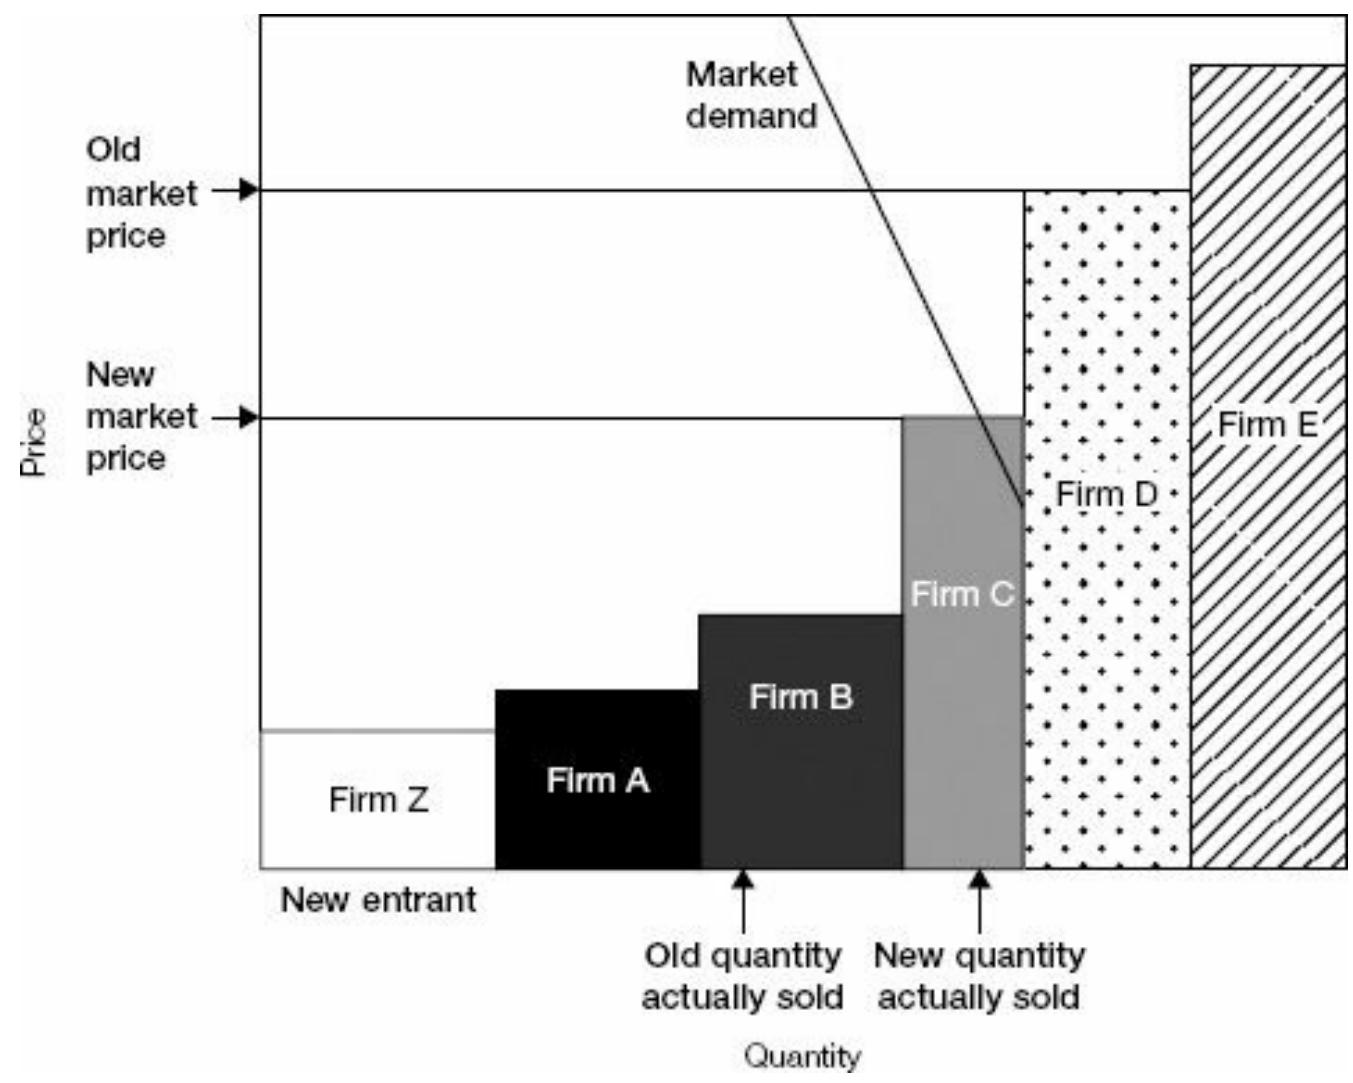 Market
demand
Old
market
price
New
market
price
Price
Firm E
Firm D
Firm C
Firm B
Firm A
Firm Z
New entrant
Old quantity
actually sold
New quantity
actually sold
Quantity